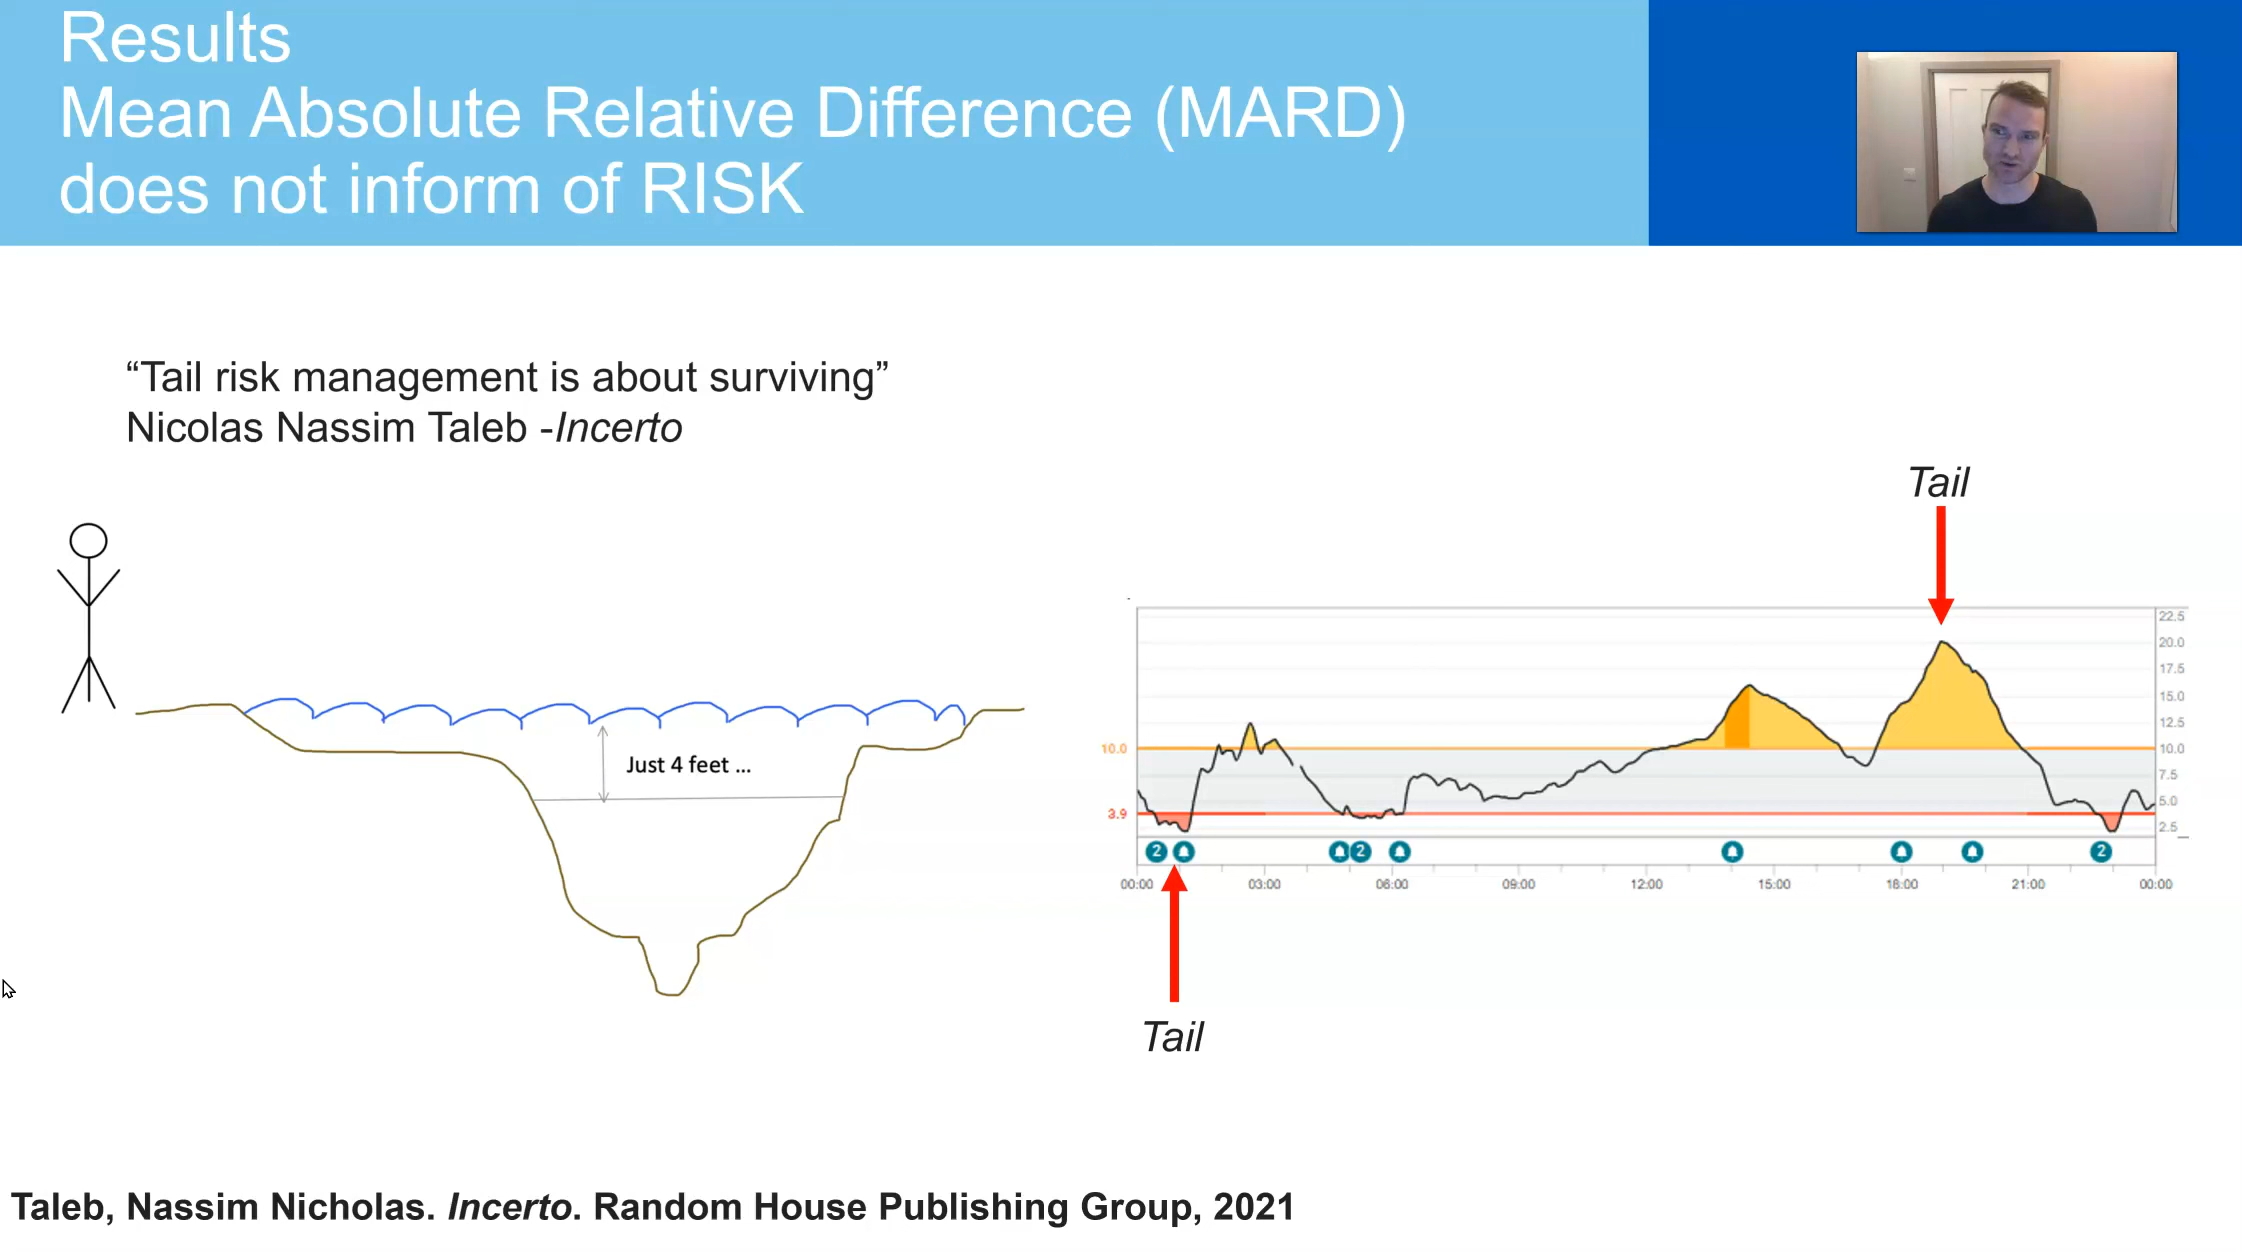 Results
Mean Absolute Relative Difference (MARD)
does not inform of RISK
“Tail risk management is about surviving”
Nicolas Nassim Taleb -Incerto
Just 4 feet ...
Tail
22.5
20.0
17.5
15.0
12.5
10.0
10.0
7.5
5.0
3.9
2.5
2
2
2
00:00
03:00
06:00
09:00
12:00
15:00
18:00
21:00
00:00
Tail
Taleb, Nassim Nicholas. Incerto. Random House Publishing Group, 2021